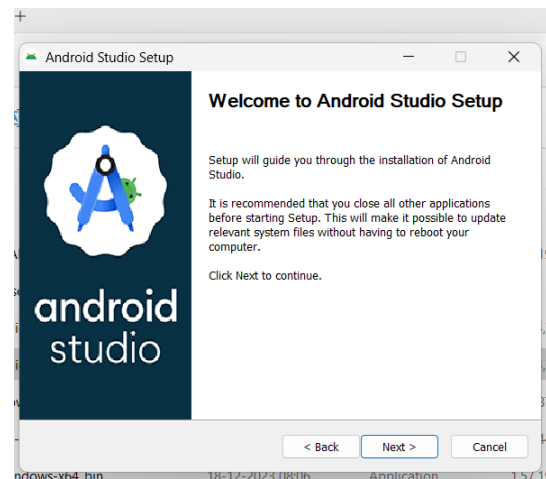 Android Studio Setup
Welcome to Android Studio Setup
Setup will guide you through the installation of Android
Studio.
It is recommended that you close all other applications
before starting Setup. This will make it possible to update
relevant system files without having to reboot your
computer.
Click Next to continue.
android
studio
< Back
Next >
Cancel
ndows-x64_bin 18-12-2023 08:06 Application